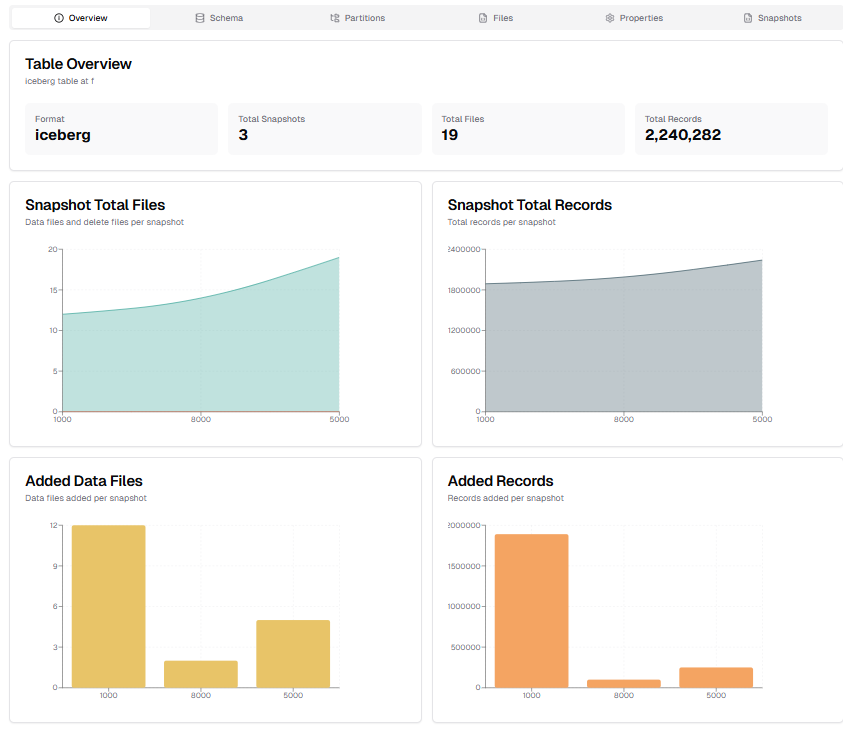 Overview Schema Partitions Files Properties Snapshots
Table Overview
iceberg table at f
Format
iceberg
Total Snapshots
3
Total Files
19
Total Records
2,240,282
Snapshot Total Files
Data files and delete files per snapshot
20
15
10
5
0
1000 8000 5000
Snapshot Total Records
Total records per snapshot
2400000
1800000
1200000
600000
0
1000 8000 5000
Added Data Files
Data files added per snapshot
12
9
6
3
0
1000 8000 5000
Added Records
Records added per snapshot
2000000
1500000
1000000
500000
0
1000 8000 5000